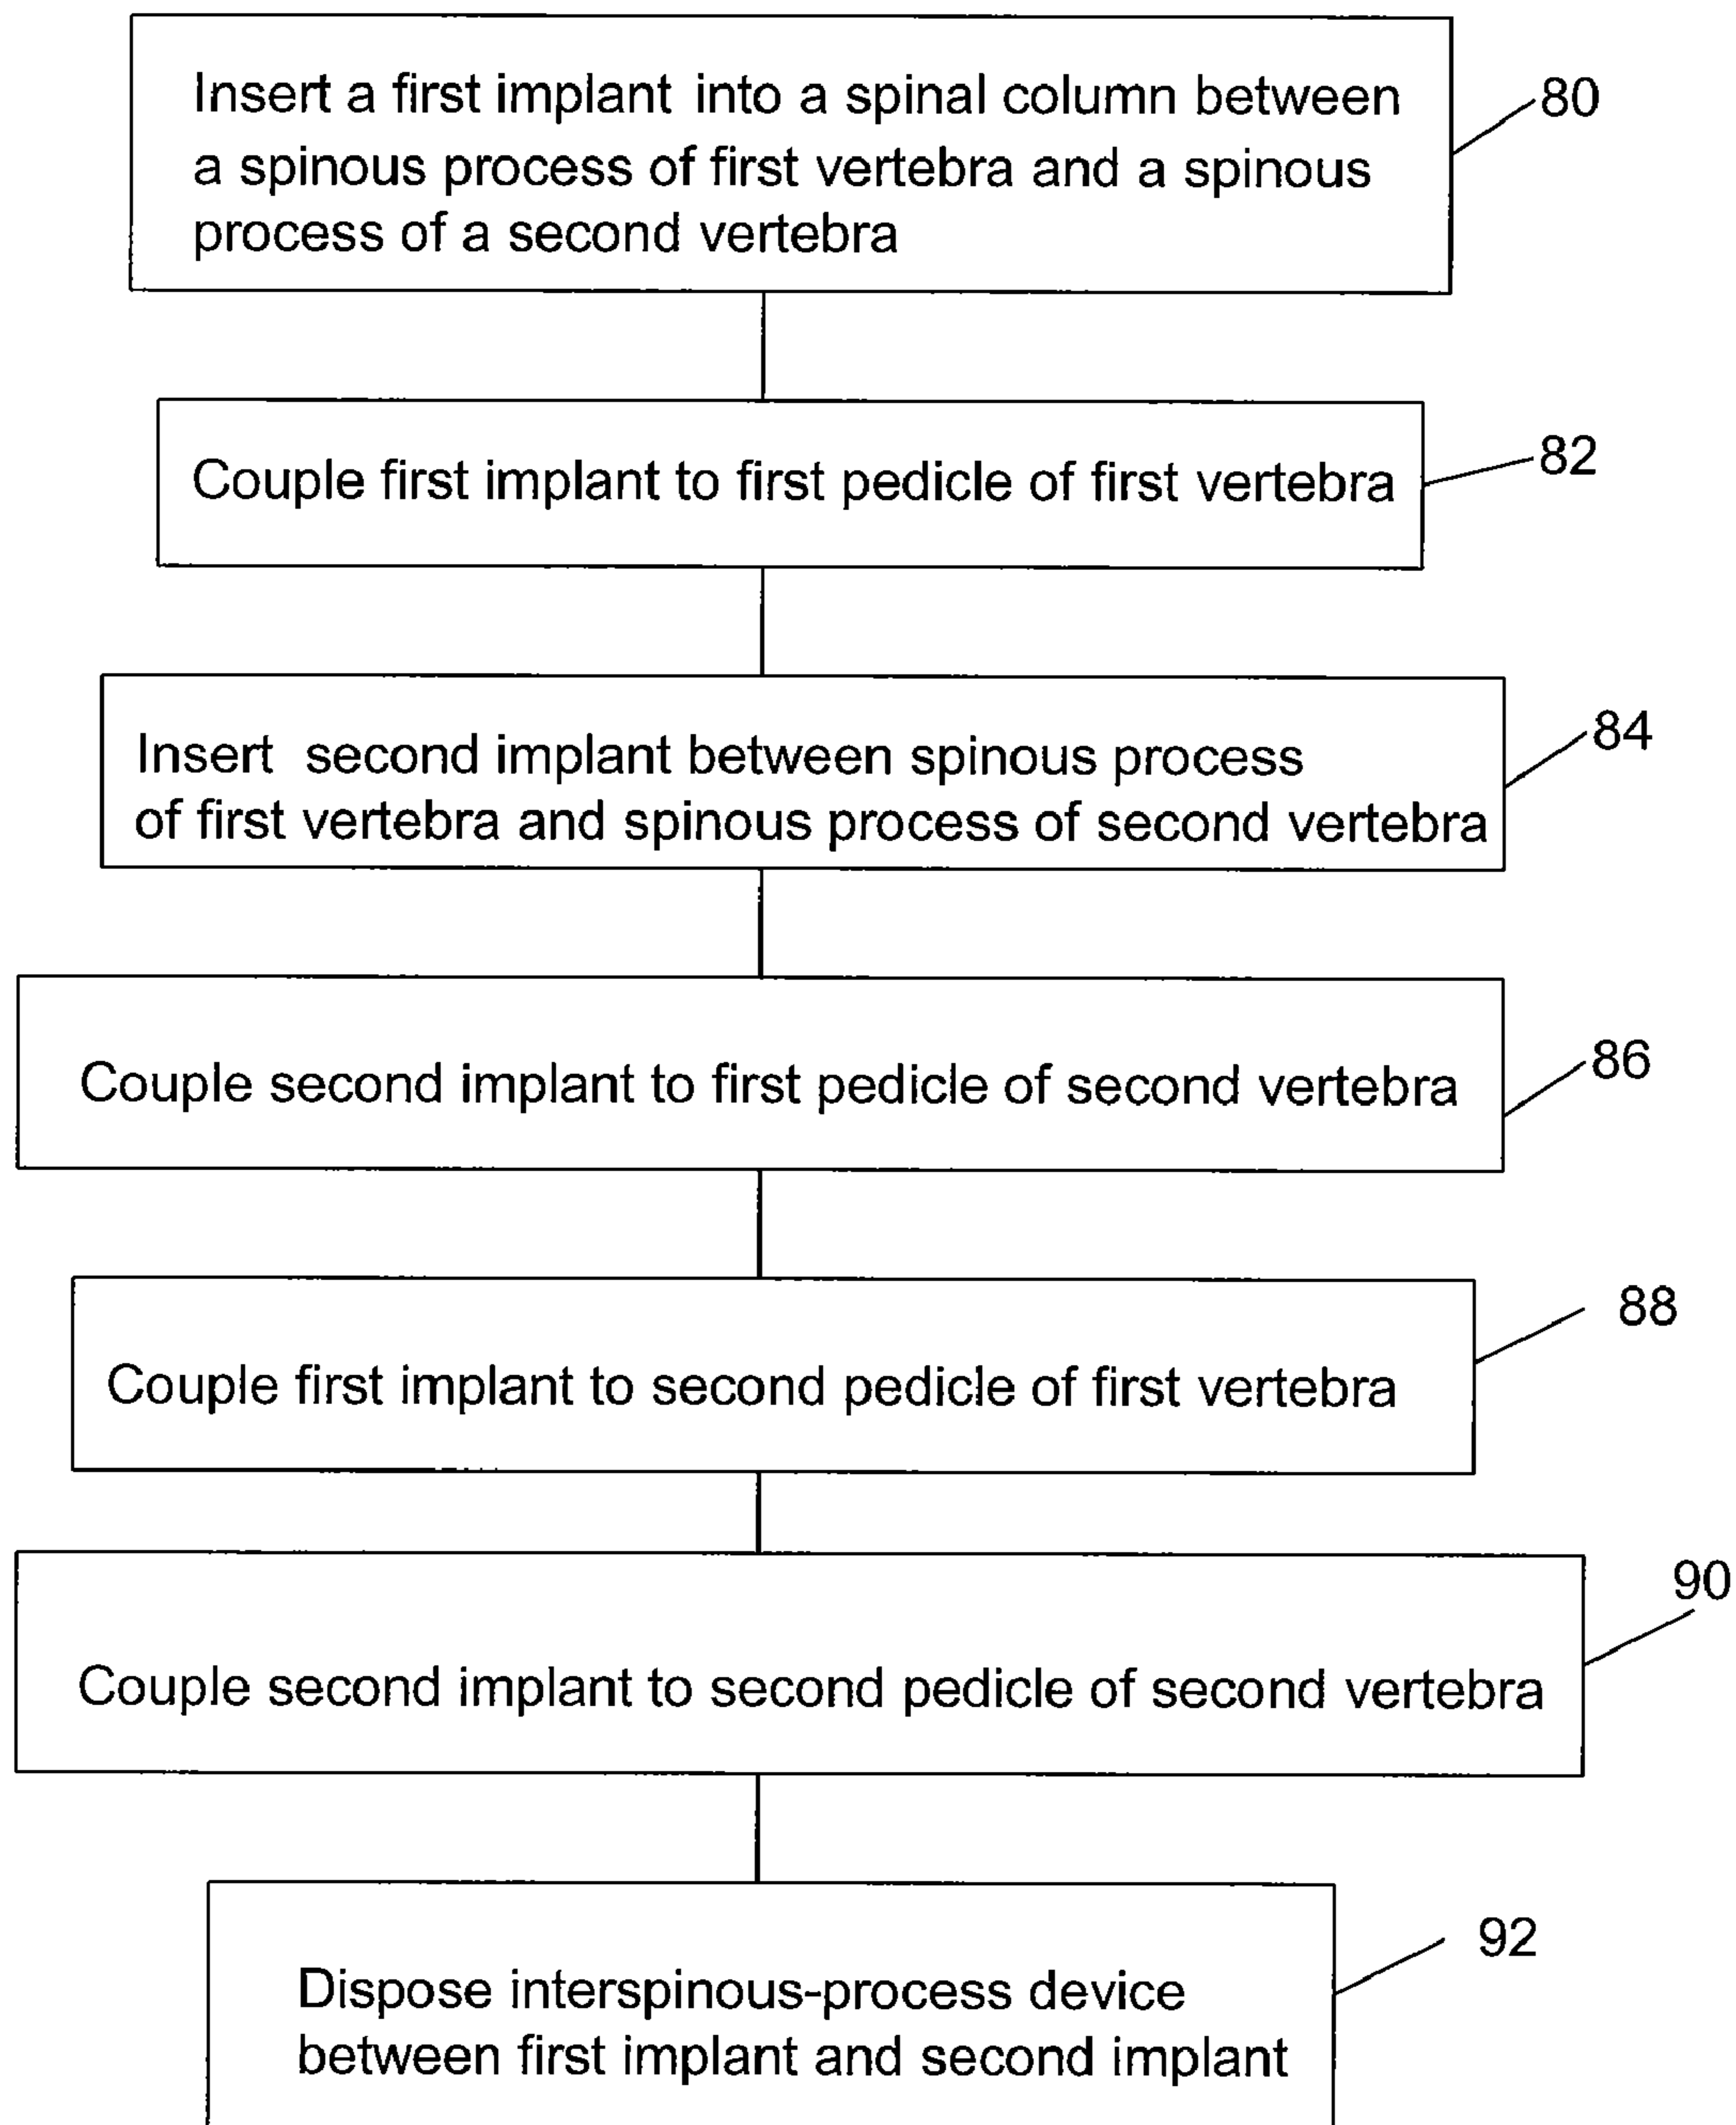 Insert a first implant into a spinal column between
a spinous process of first vertebra and a spinous
process of a second vertebra
80
Couple first implant to first pedicle of first vertebra
82
Insert second implant between spinous process
of first vertebra and spinous process of second vertebra
84
Couple second implant to first pedicle of second vertebra
86
Couple first implant to second pedicle of first vertebra
88
Couple second implant to second pedicle of second vertebra
90
Dispose interspinous-process device
between first implant and second implant
92